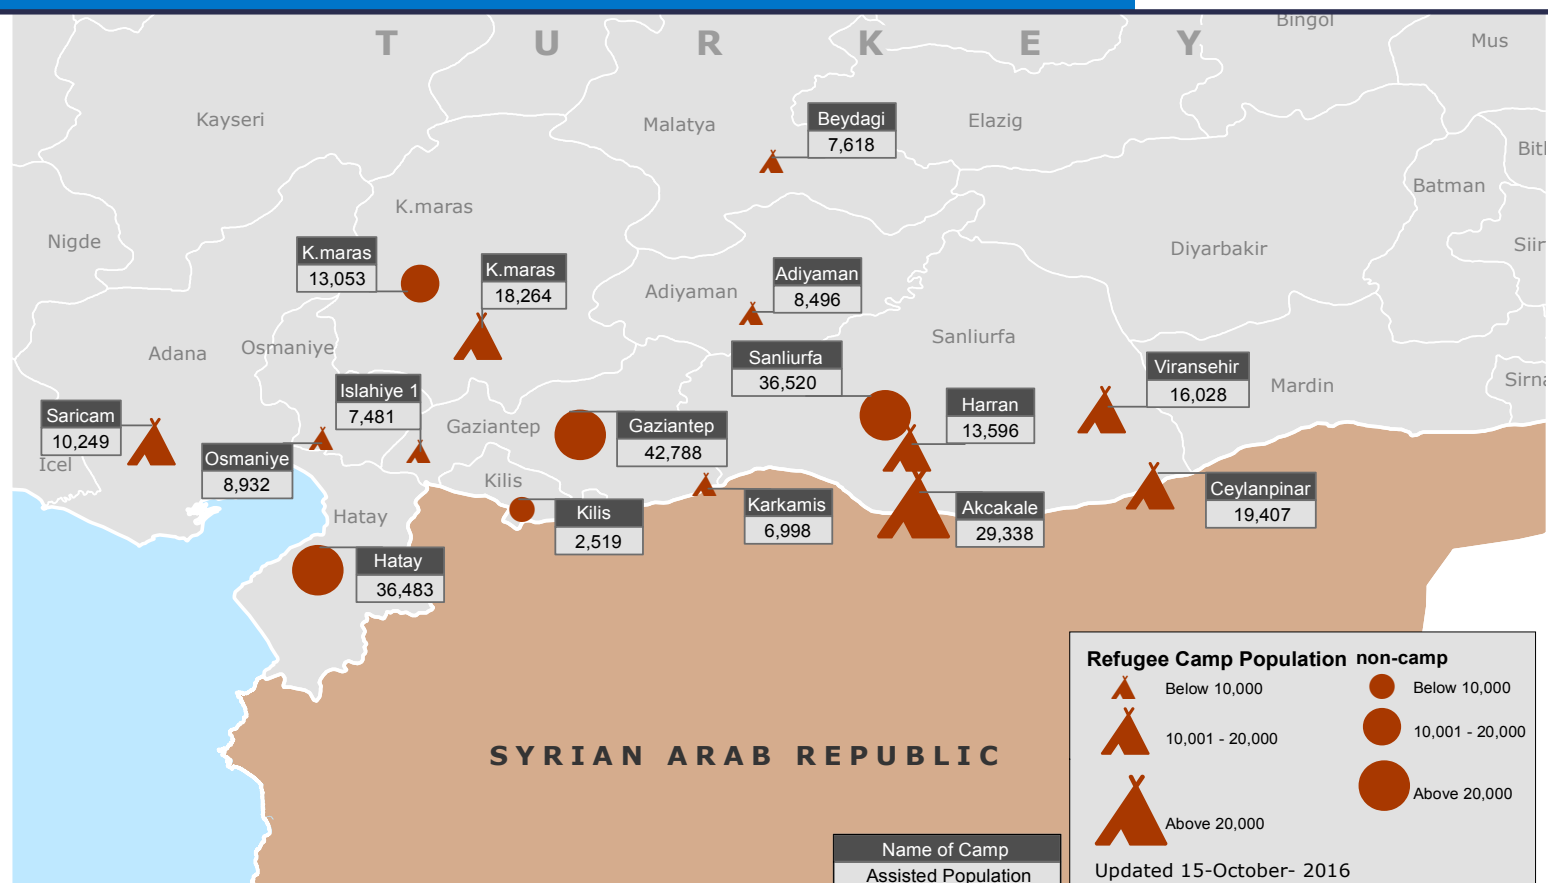 T U R K E Y
Bingol
Mus
Kayseri
Malatya
Beydagi
7,618
Elazig
Batman
K.maras
Nigde
Diyarbakir
K.maras
13,053
K.maras
18,264
Adiyaman
Adiyaman
8,496
Sanliurfa
Adana
Osmaniye
Sanliurfa
36,520
Viransehir
16,028
Mardin
Islahiye 1
7,481
Saricam
10,249
Icel
Osmaniye
8,932
Gaziantep
Gaziantep
42,788
Harran
13,596
Kilis
Kilis
2,519
Karkamis
6,998
Akcakale
29,338
Ceylanpinar
19,407
Hatay
Hatay
36,483
SYRIAN ARAB REPUBLIC
Refugee Camp Population non-camp
Below 10,000 Below 10,000
10,001 - 20,000 10,001 - 20,000
Above 20,000
Above 20,000
Updated 15-October- 2016
Name of Camp
Assisted Population